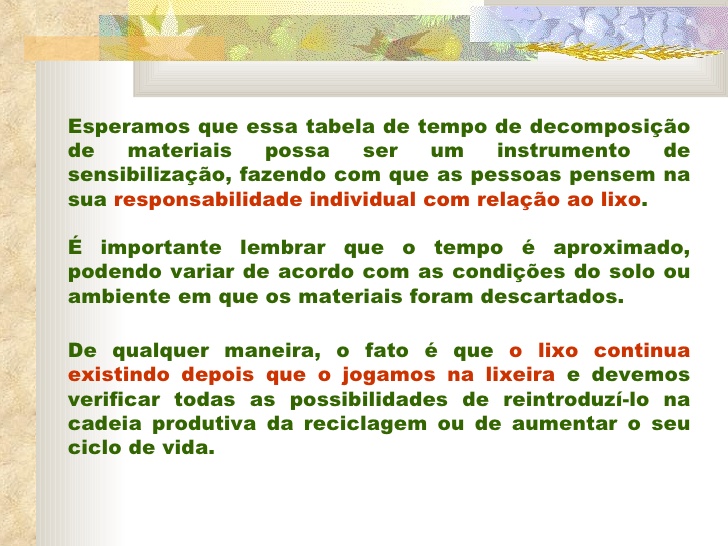 Esperamos que essa tabela de tempo de decomposição
de materiais possa ser um instrumento de
sensibilização, fazendo com que as pessoas pensem na
sua responsabilidade individual com relação ao lixo.
É importante lembrar que o tempo é aproximado,
podendo variar de acordo com as condições do solo ou
ambiente em que os materiais foram descartados.
De qualquer maneira, o fato é que o lixo continua
existindo depois que o jogamos na lixeira e devemos
verificar todas as possibilidades de reintroduzí-lo na
cadeia produtiva da reciclagem ou de aumentar o seu
ciclo de vida.